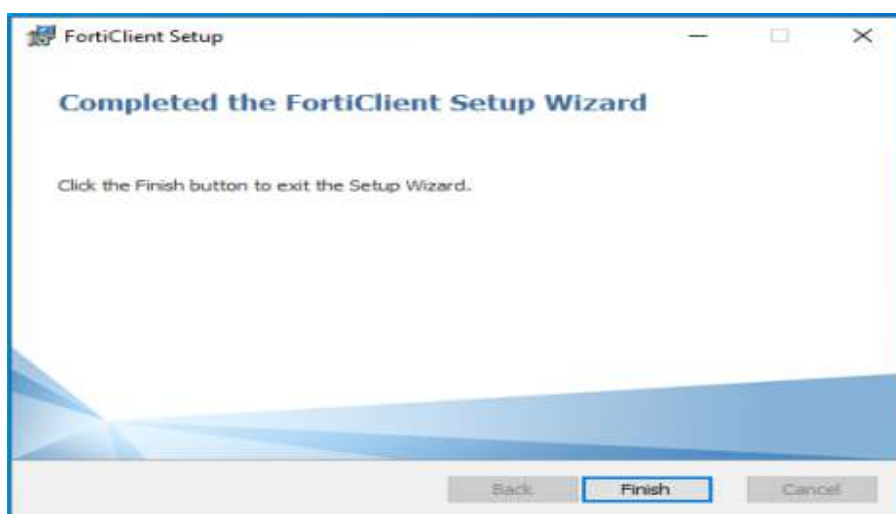 FortiClient Setup
Completed the FortiClient Setup Wizard
Click the Finish button to exit the Setup Wizard.
Back Finish Cancel